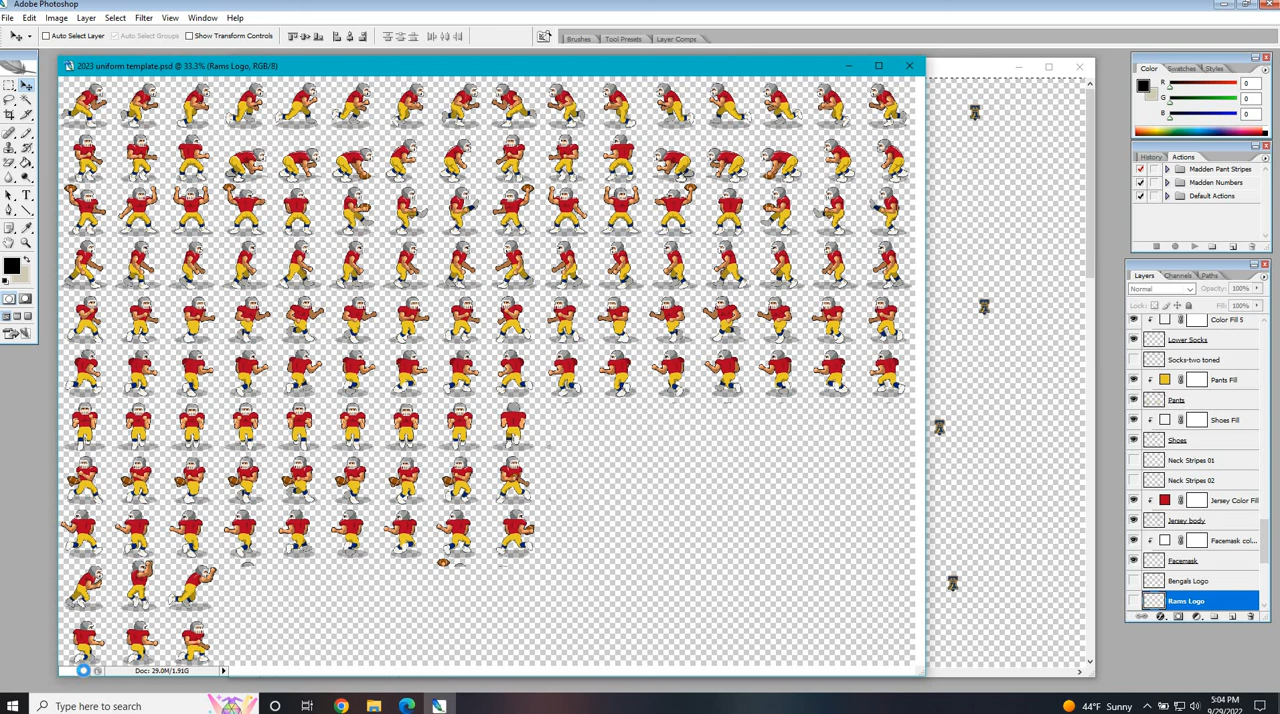 Adobe Photoshop
File Edit Image Layer Select Filter View Window Help
Auto Select Layer Auto Select Groups Show Transform Controls
Brushes Tool Presets Layer Comps
2023 uniform template.psd @ 33.3% (Rams Logo, RGB/8)
Color Swatches Styles
R 0
G 0
B 0
History Actions
Madden Pant Stripes
Madden Numbers
Default Actions
Layers Channels Paths
Normal Opacity: 100%
Lock: Fill: 100%
Color Fill 5
Lower Socks
Socks-two toned
Pants Fill
Pants
Shoes Fill
Shoes
Neck Stripes 01
Neck Stripes 02
Jersey Color Fill
Jersey body
Facemask col...
Facemask
Bengals Logo
Rams Logo
Doc: 29.0M/1.91G
Type here to search
44°F Sunny
5:04 PM
9/29/2022